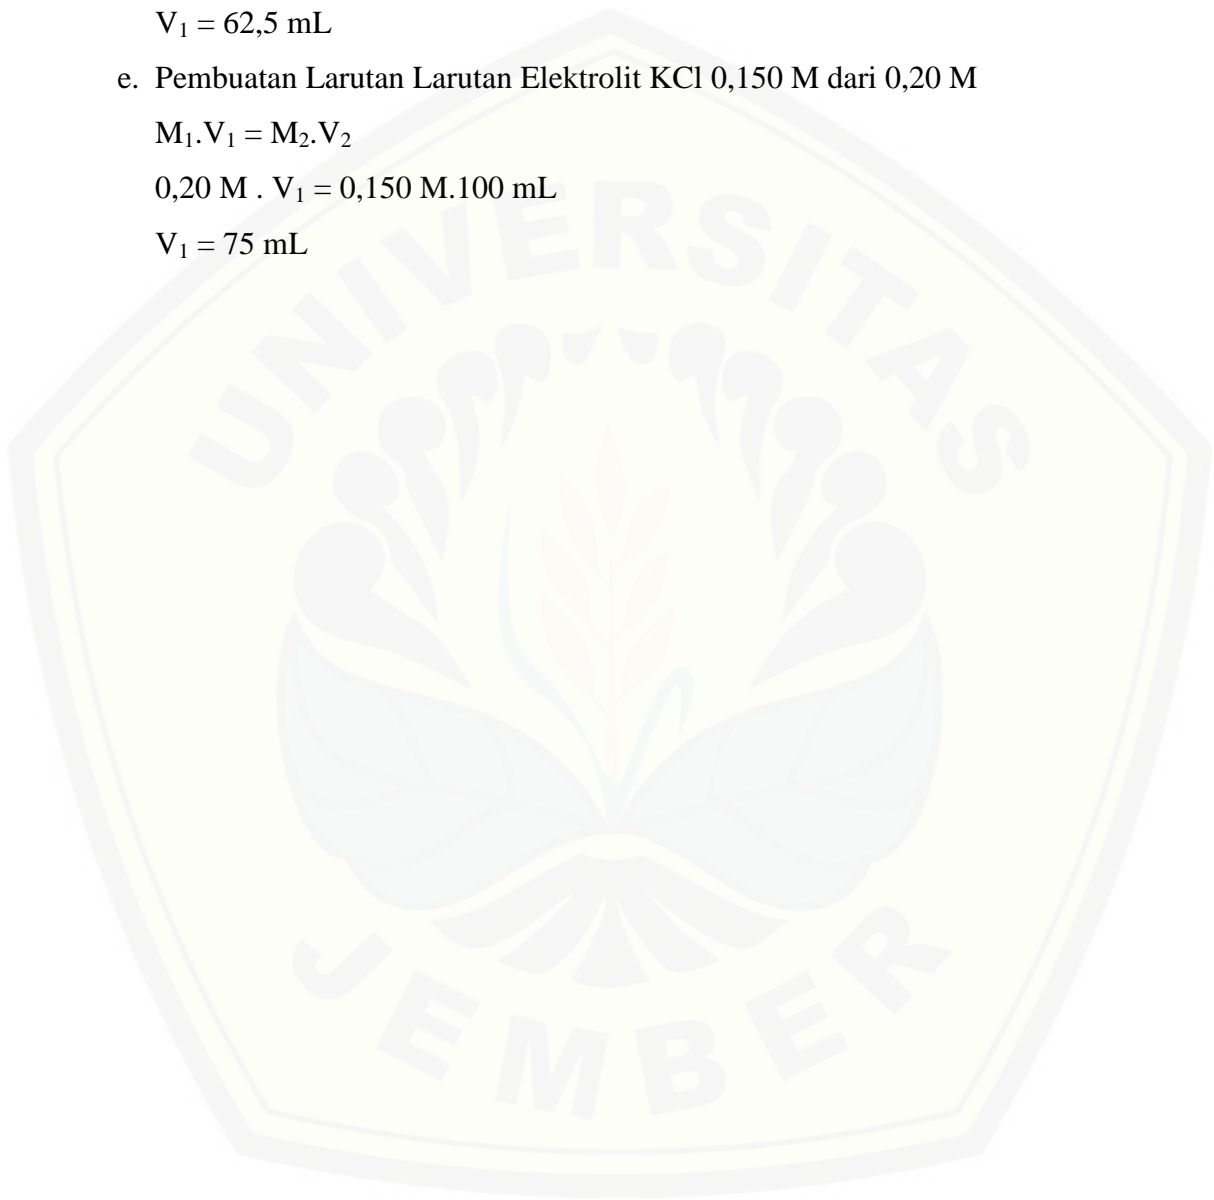 V₁ = 62,5 mL
e. Pembuatan Larutan Larutan Elektrolit KCl 0,150 M dari 0,20 M
M₁.V₁ = M₂.V₂
0,20 M . V₁ = 0,150 M.100 mL
V₁ = 75 mL
UNIVERSITAS
JEMBER